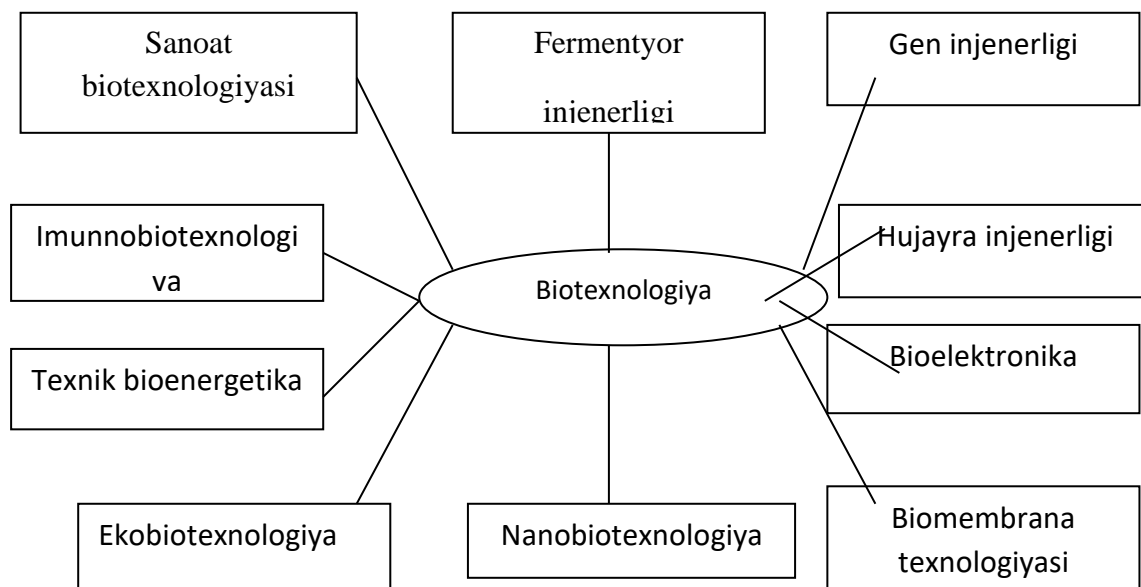 Sanoat
biotexnologiyasi
Fermentyor
injenerligi
Gen injenerligi
Imunnobiotexnologi
ya
Hujayra injenerligi
Biotexnologiya
Texnik bioenergetika
Bioelektronika
Ekobiotexnologiya
Nanobiotexnologiya
Biomembrana
texnologiyasi